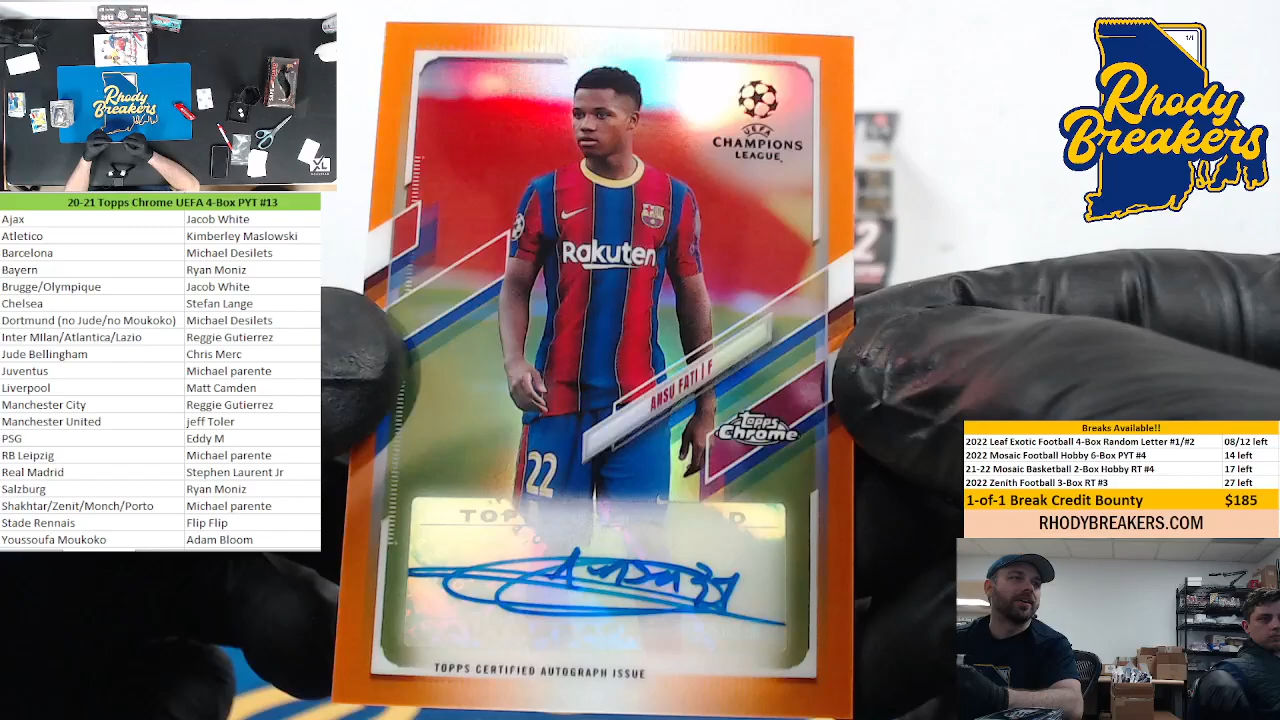 Rhody
Breakers
20-21 Topps Chrome UEFA 4-Box PYT #13
Ajax Jacob White
Atletico Kimberley Maslowski
Barcelona Michael Desilets
Bayern Ryan Moniz
Brugge/Olympique Jacob White
Chelsea Stefan Lange
Dortmund (no Jude/no Moukoko) Michael Desilets
Inter MIlan/Atlantica/Lazio Reggie Gutierrez
Jude Bellingham Chris Merc
Juventus Michael parente
Liverpool Matt Camden
Manchester City Reggie Gutierrez
Manchester United jeff Toler
PSG Eddy M
RB Leipzig Michael parente
Real Madrid Stephen Laurent Jr
Salzburg Ryan Moniz
Shakhtar/Zenit/Monch/Porto Michael parente
Stade Rennais Flip Flip
Youssoufa Moukoko Adam Bloom
UEFA
CHAMPIONS
LEAGUE
Rakuten
ANSU FATI | F
Topps
Chrome
22
TOPPS CERTIFIED AUTOGRAPH ISSUE
1/1
Rhody
Breakers
Breaks Available!!
2022 Leaf Exotic Football 4-Box Random Letter #1/#2 08/12 left
2022 Mosaic Football Hobby 6-Box PYT #4 14 left
21-22 Mosaic Basketball 2-Box Hobby RT #4 17 left
2022 Zenith Football 3-Box RT #3 27 left
1-of-1 Break Credit Bounty $185
RHODYBREAKERS.COM